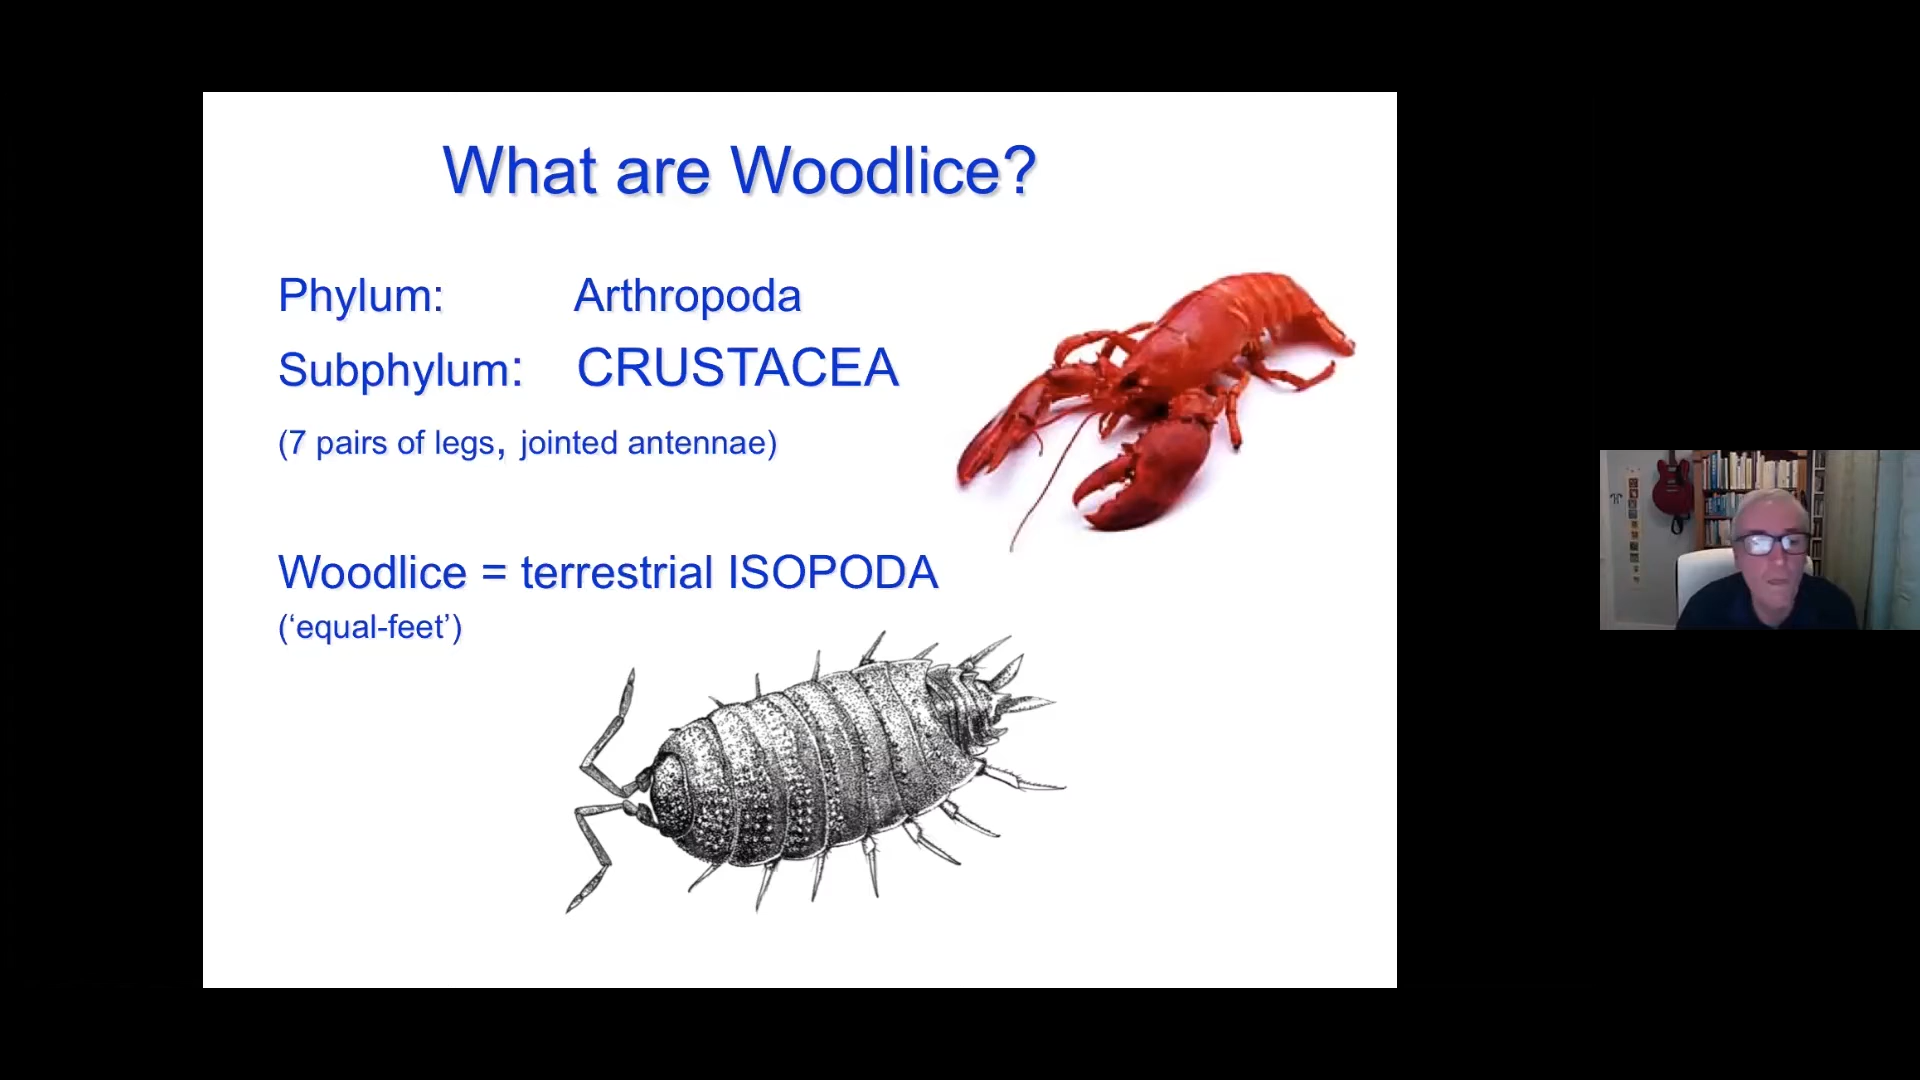 What are Woodlice?
Phylum: Arthropoda
Subphylum: CRUSTACEA
(7 pairs of legs, jointed antennae)
Woodlice = terrestrial ISOPODA
(‘equal-feet’)